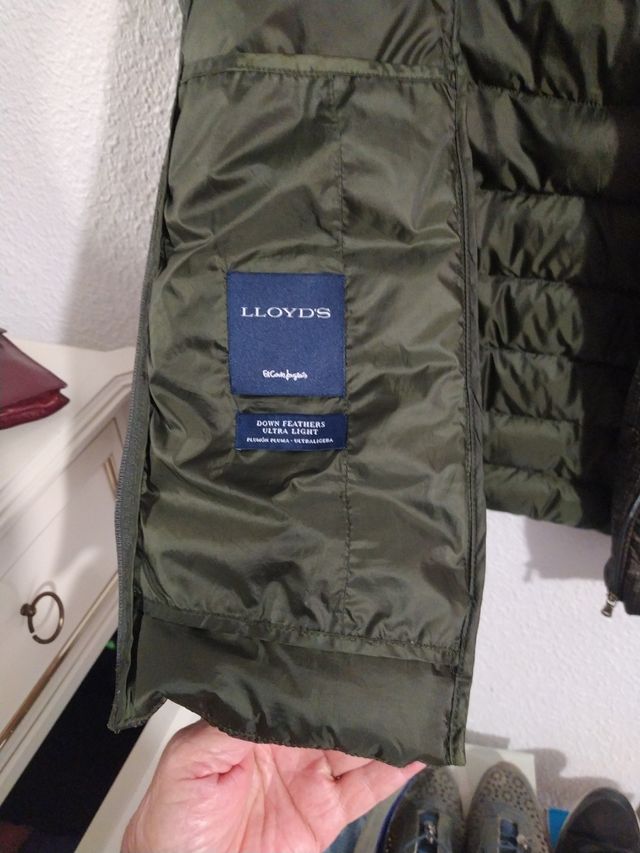 LLOYD'S
El Corte Inglés
DOWN FEATHERS
ULTRA LIGHT
PLUMÓN PLUMA - ULTRALIGERA